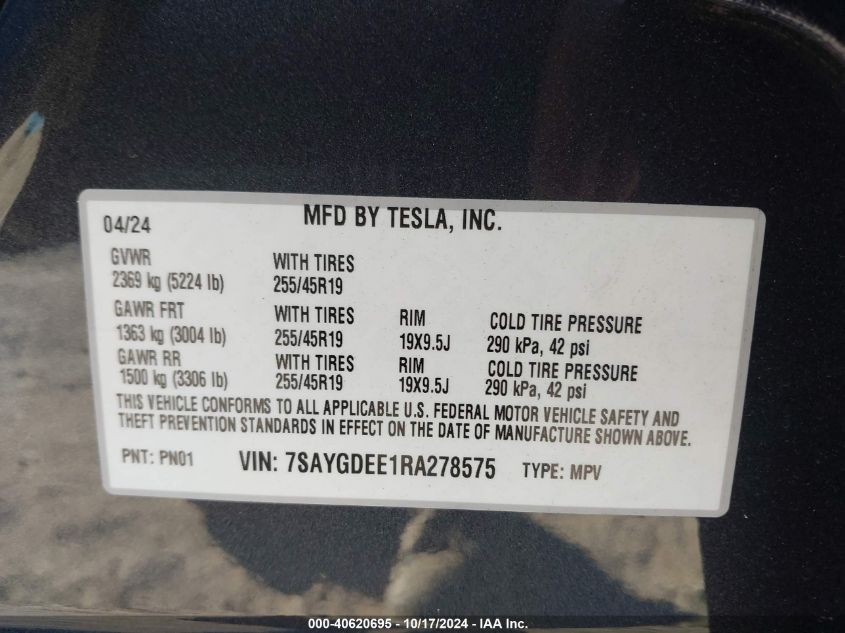 04/24 MFD BY TESLA, INC.
GVWR WITH TIRES
2369 kg (5224 lb) 255/45R19
GAWR FRT WITH TIRES RIM COLD TIRE PRESSURE
1363 kg (3004 lb) 255/45R19 19X9.5J 290 kPa, 42 psi
GAWR RR WITH TIRES RIM COLD TIRE PRESSURE
1500 kg (3306 lb) 255/45R19 19X9.5J 290 kPa, 42 psi
THIS VEHICLE CONFORMS TO ALL APPLICABLE U.S. FEDERAL MOTOR VEHICLE SAFETY AND
THEFT PREVENTION STANDARDS IN EFFECT ON THE DATE OF MANUFACTURE SHOWN ABOVE.
PNT: PN01 VIN: 7SAYGDEE1RA278575 TYPE: MPV
000-40620695 - 10/17/2024 - IAA Inc.